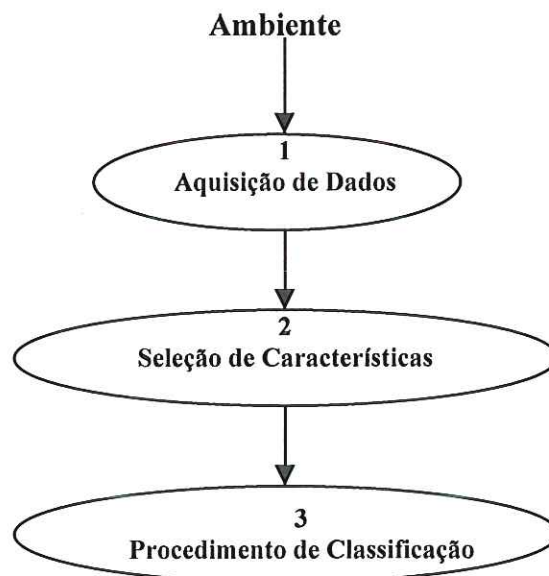 Ambiente
1
Aquisição de Dados
2
Seleção de Características
3
Procedimento de Classificação